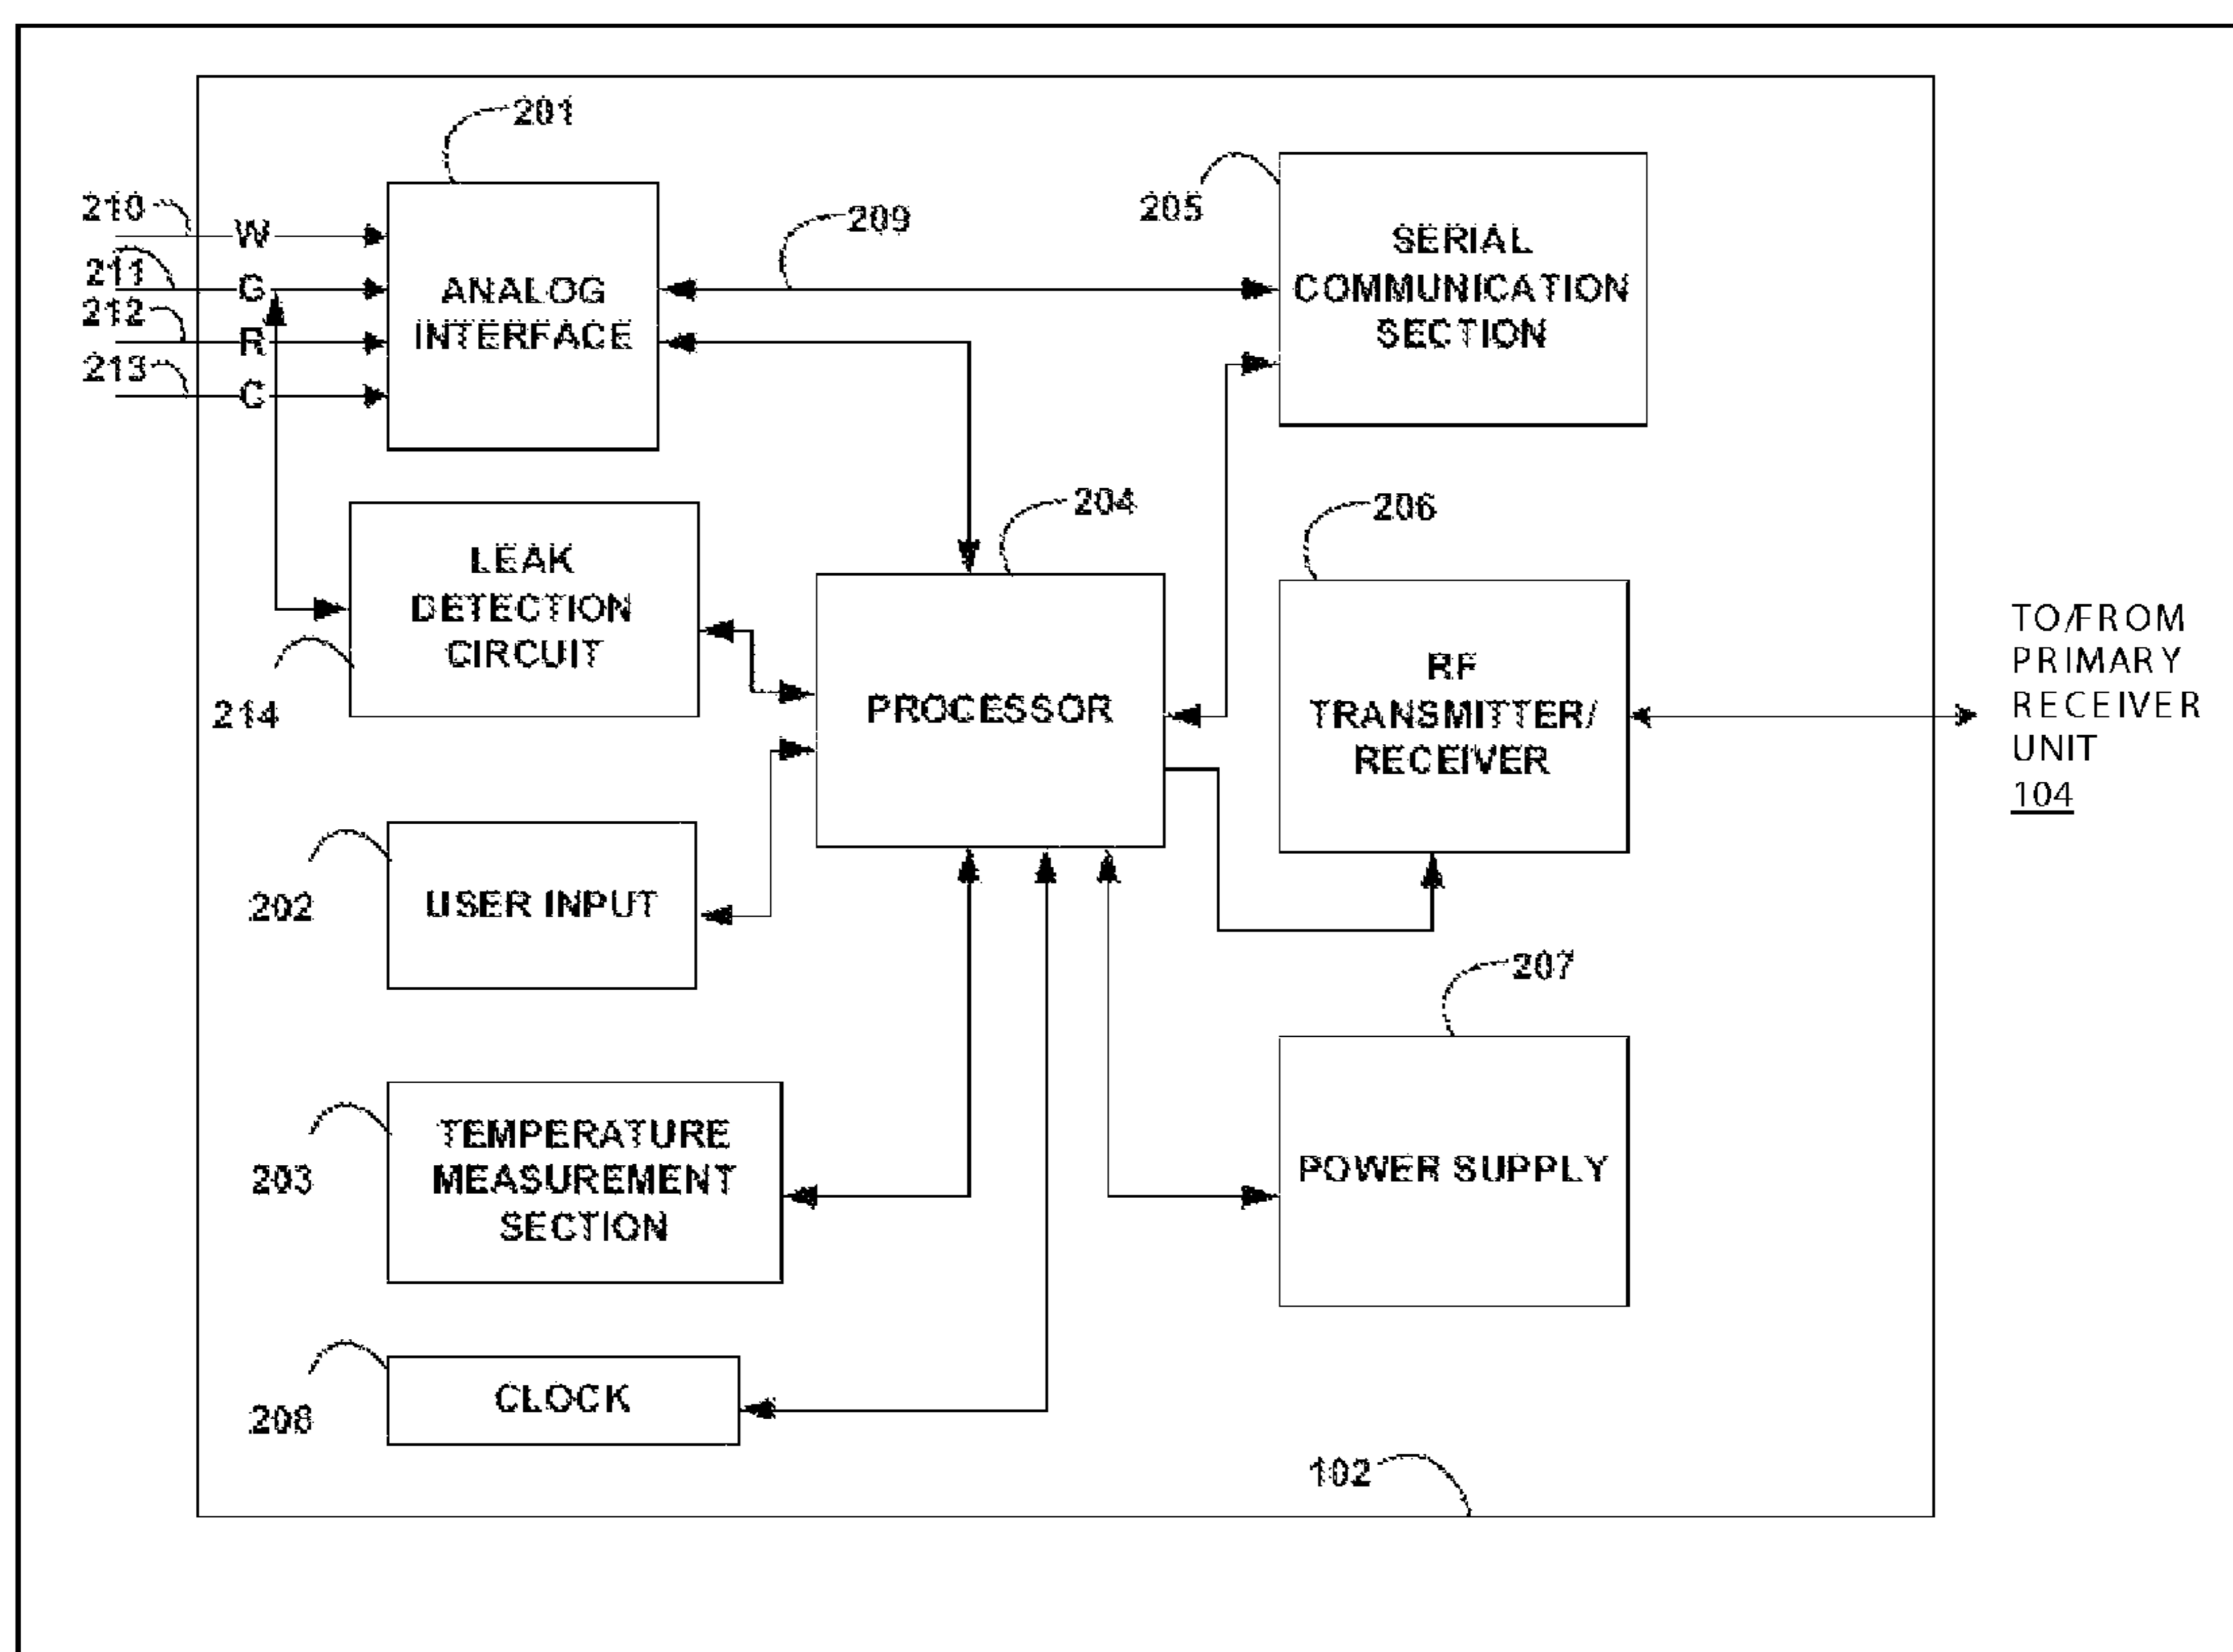 201
210
W
211
G
212
R
213
C
ANALOG
INTERFACE
209
205
SERIAL
COMMUNICATION
SECTION
LEAK
DETECTION
CIRCUIT
214
204
PROCESSOR
206
RF
TRANSMITTER/
RECEIVER
TO/FROM
PRIMARY
RECEIVER
UNIT
104
202
USER INPUT
207
POWER SUPPLY
203
TEMPERATURE
MEASUREMENT
SECTION
208
CLOCK
102